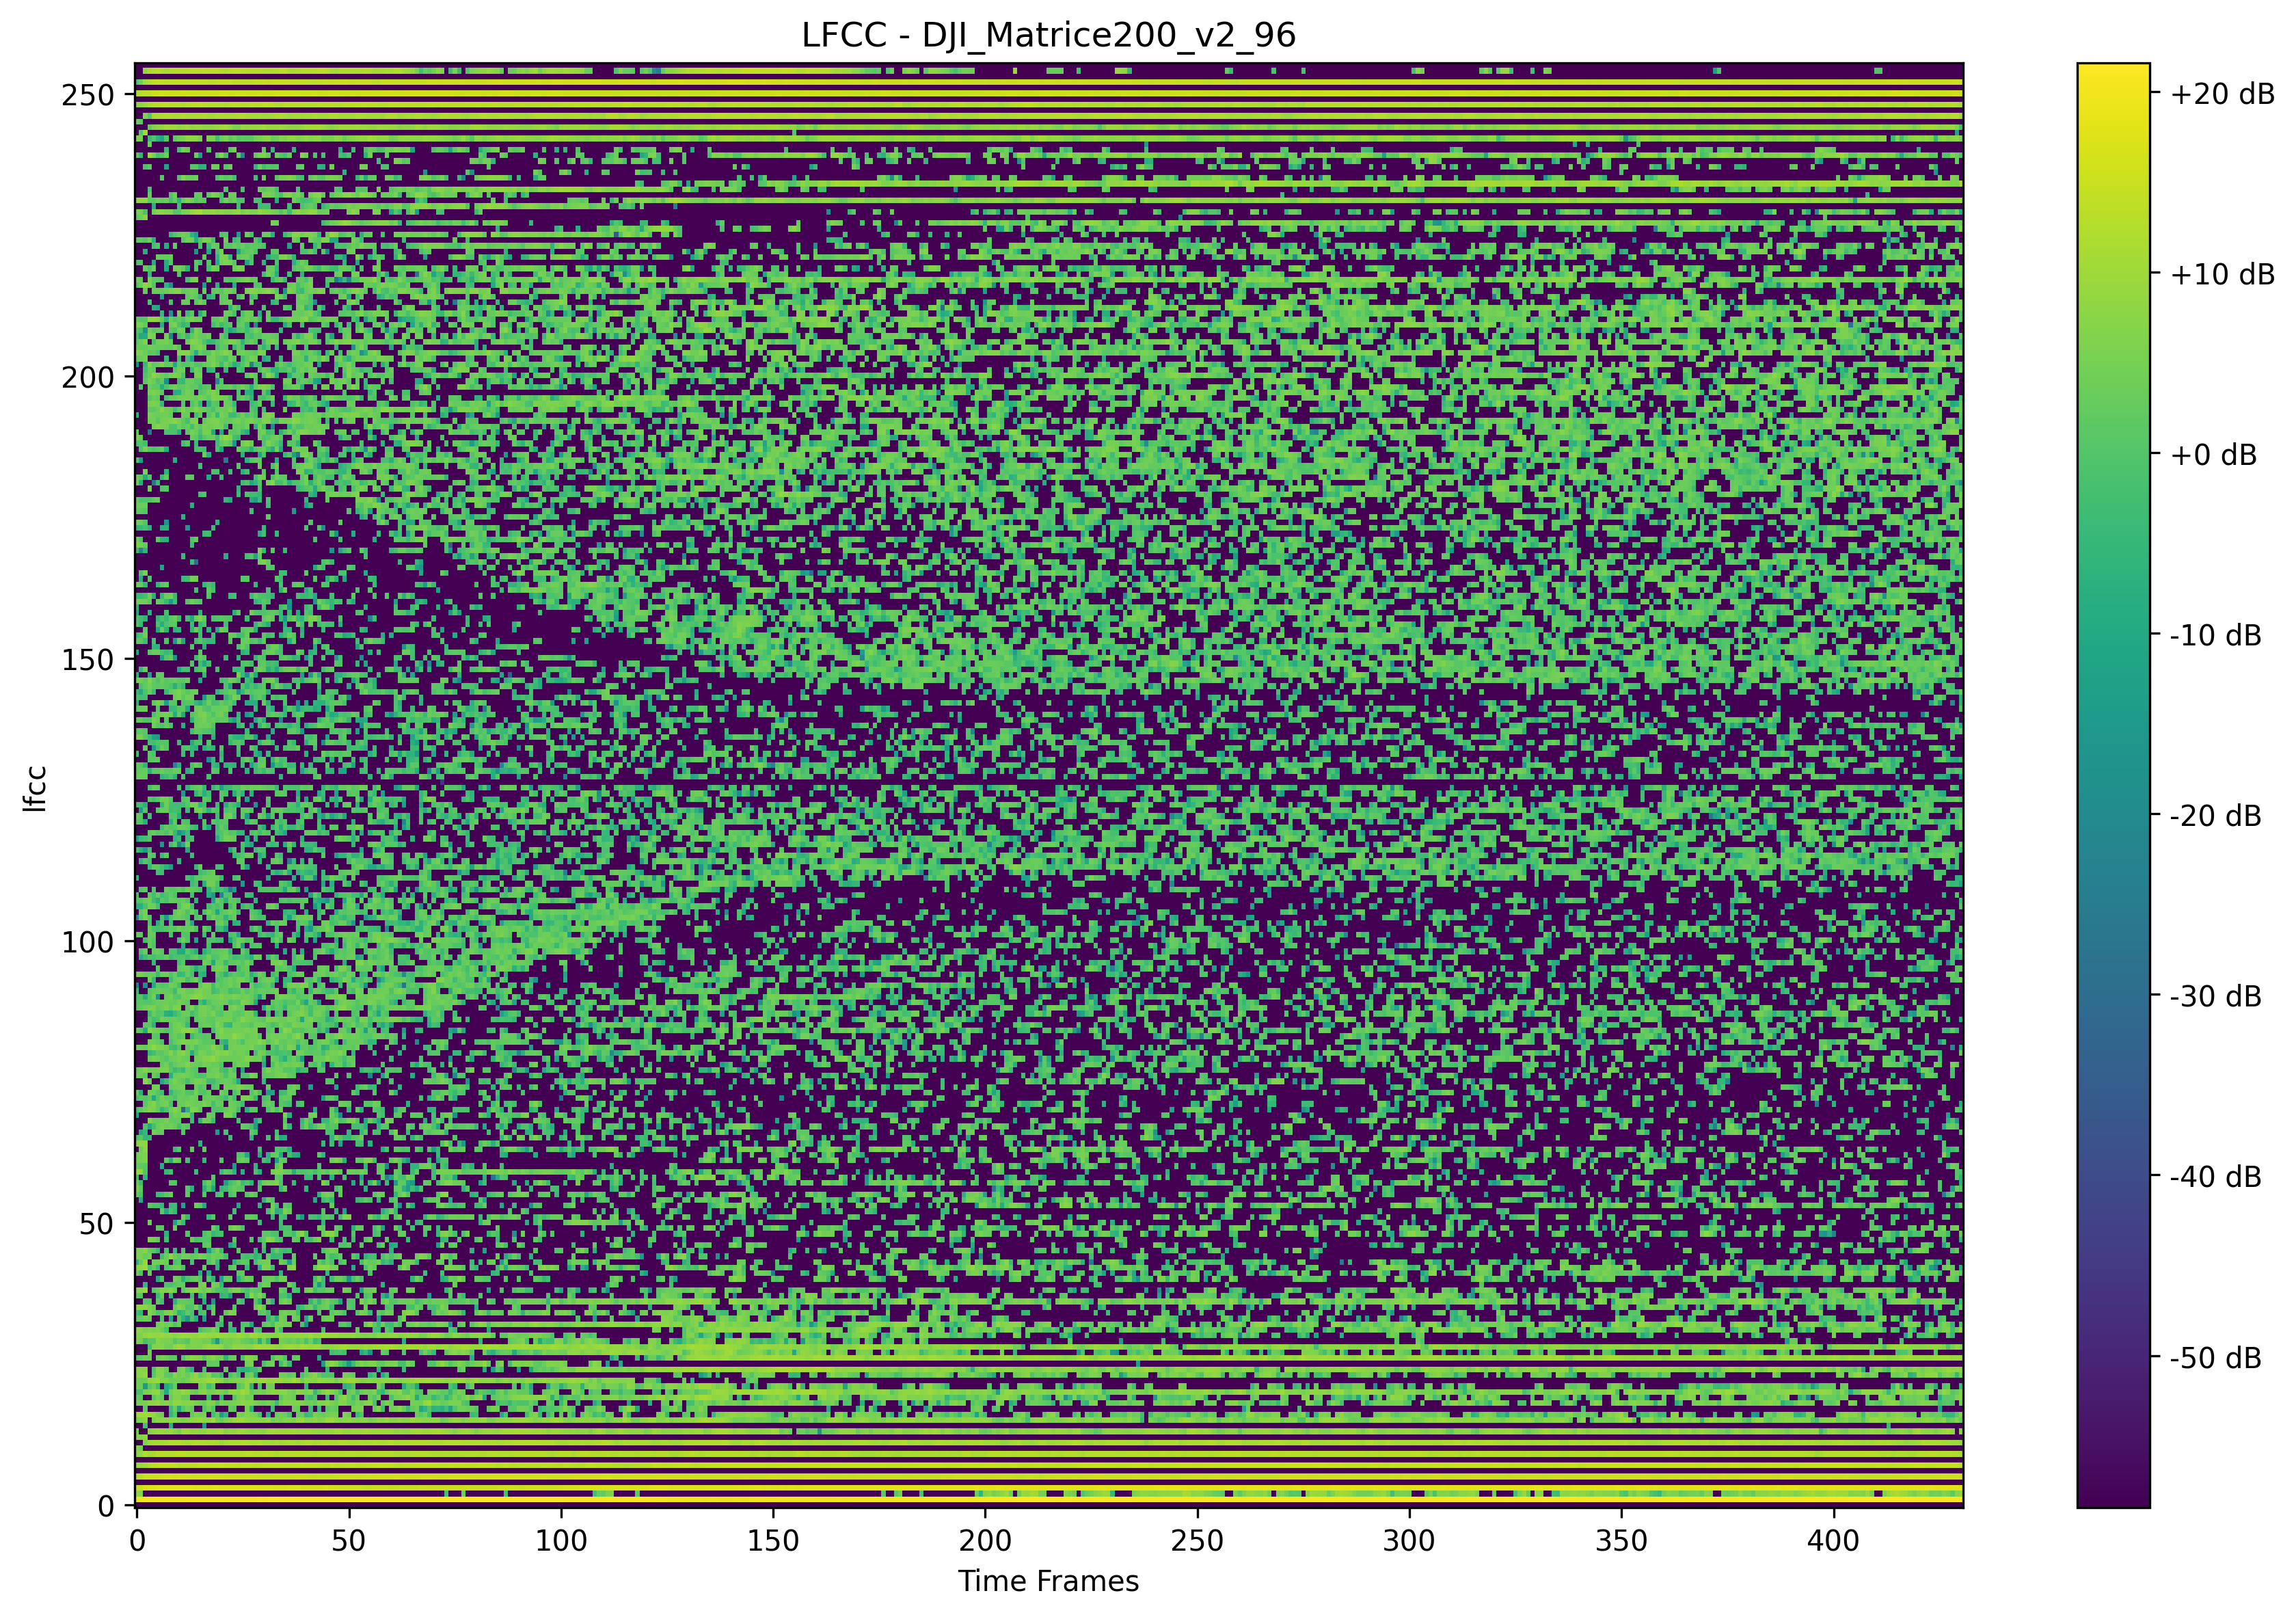 LFCC - DJI_Matrice200_v2_96
250
200
150
100
50
0
lfcc
0 50 100 150 200 250 300 350 400
Time Frames
+20 dB
+10 dB
+0 dB
-10 dB
-20 dB
-30 dB
-40 dB
-50 dB